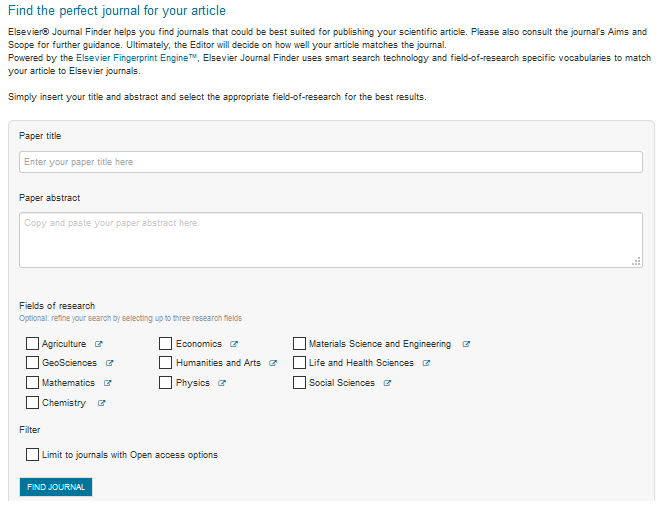 Find the perfect journal for your article
Elsevier® Journal Finder helps you find journals that could be best suited for publishing your scientific article. Please also consult the journal's Aims and
Scope for further guidance. Ultimately, the Editor will decide on how well your article matches the journal.
Powered by the Elsevier Fingerprint Engine™, Elsevier Journal Finder uses smart search technology and field-of-research specific vocabularies to match
your article to Elsevier journals.
Simply insert your title and abstract and select the appropriate field-of-research for the best results.
Paper title
Enter your paper title here
Paper abstract
Copy and paste your paper abstract here.
Fields of research
Optional: refine your search by selecting up to three research fields
Agriculture Economics Materials Science and Engineering
GeoSciences Humanities and Arts Life and Health Sciences
Mathematics Physics Social Sciences
Chemistry
Filter
Limit to journals with Open access options
FIND JOURNAL